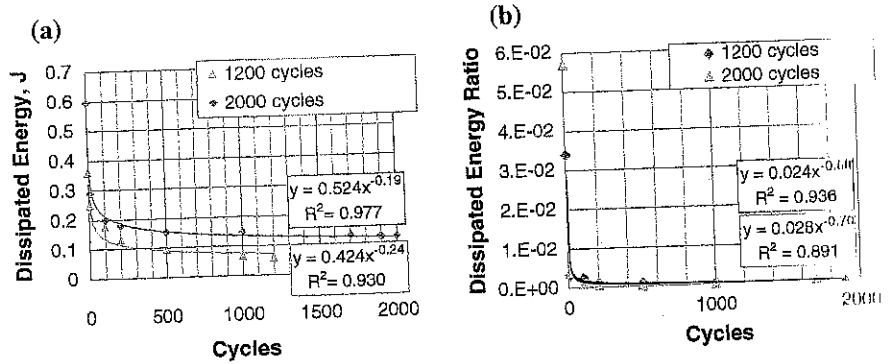 (a)
1200 cycles
2000 cycles
Dissipated Energy, J
0.7
0.6
0.5
0.4
0.3
0.2
0.1
0
y = 0.524x^-0.19
R² = 0.977
y = 0.424x^-0.24
R² = 0.930
0 500 1000 1500 2000
Cycles
(b)
1200 cycles
2000 cycles
Dissipated Energy Ratio
6.E-02
5.E-02
4.E-02
3.E-02
2.E-02
1.E-02
0.E+00
y = 0.024x
R² = 0.936
y = 0.028x
R² = 0.891
0 1000 2000
Cycles